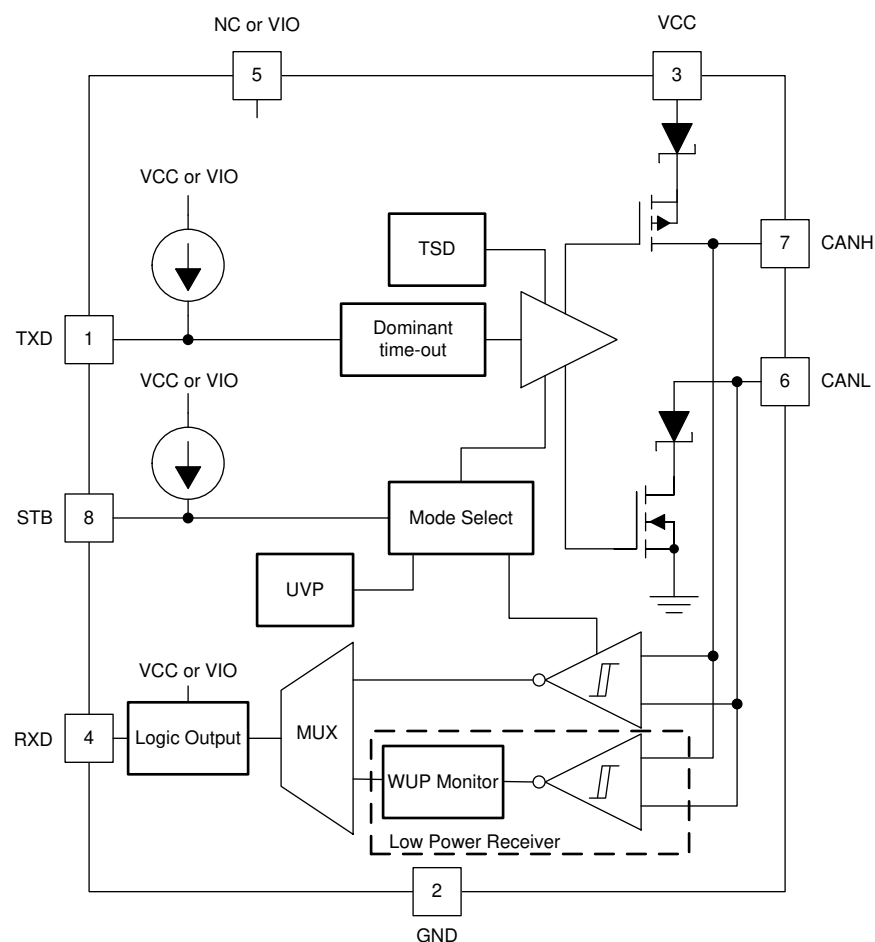 NC or VIO
VCC
5
3
VCC or VIO
TSD
7
CANH
TXD
1
Dominant
time-out
VCC or VIO
6
CANL
STB
8
Mode Select
UVP
VCC or VIO
MUX
RXD
4
Logic Output
WUP Monitor
Low Power Receiver
2
GND